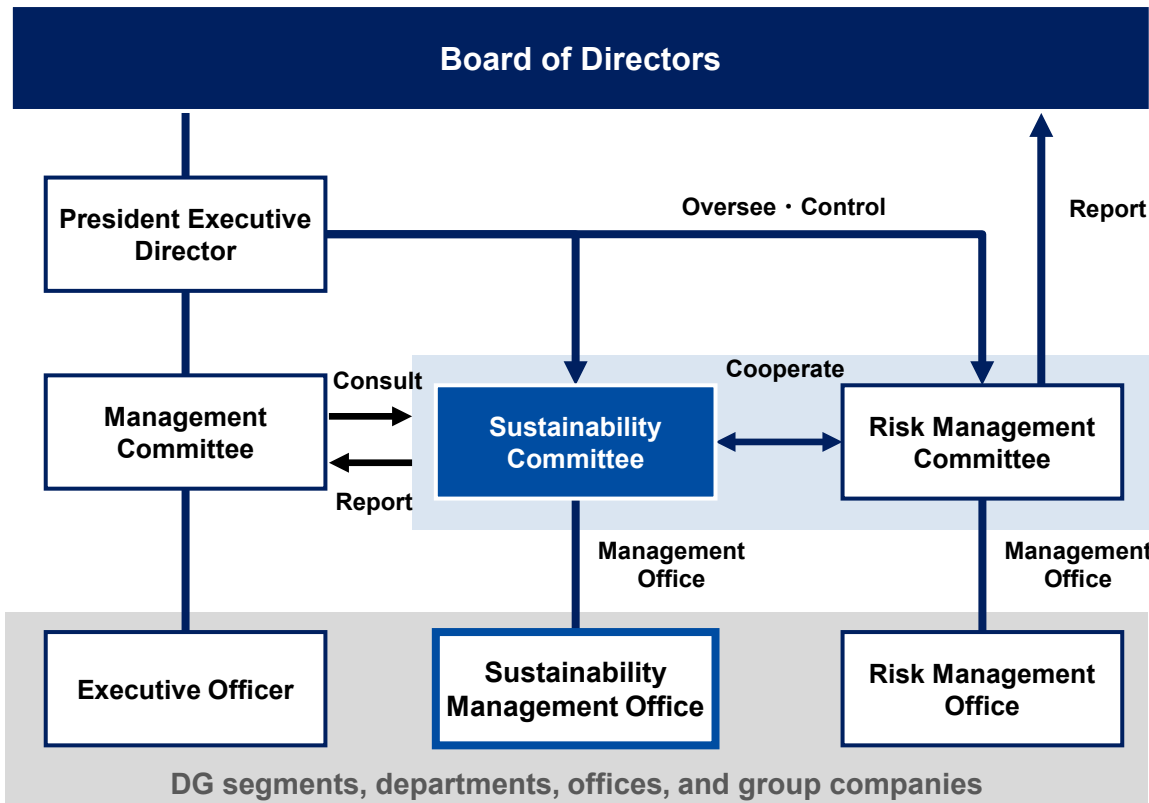 Board of Directors
President Executive
Director
Oversee・Control
Report
Consult
Cooperate
Management
Committee
Sustainability
Committee
Risk Management
Committee
Report
Management
Office
Management
Office
Executive Officer
Sustainability
Management Office
Risk Management
Office
DG segments, departments, offices, and group companies